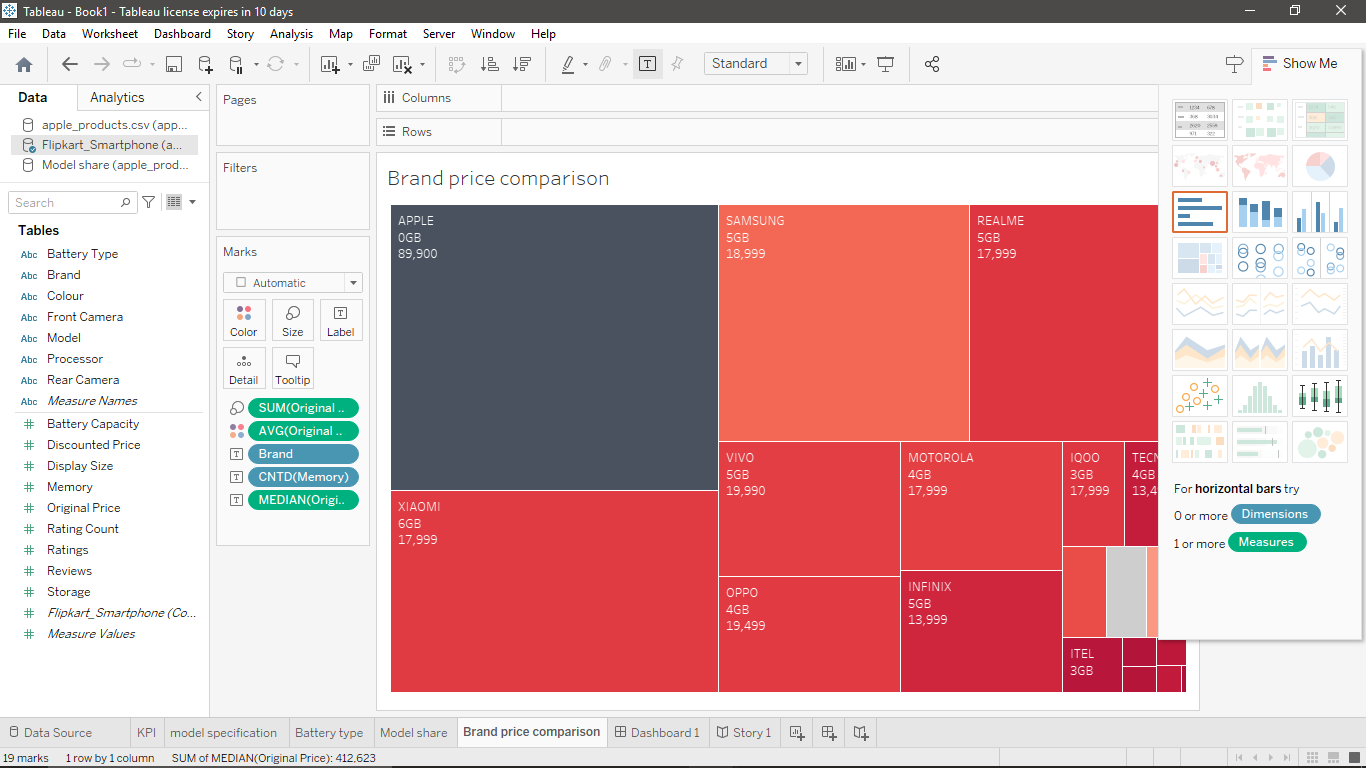 Tableau - Book1 - Tableau license expires in 10 days
File Data Worksheet Dashboard Story Analysis Map Format Server Window Help
Standard
Show Me
Data Analytics
apple_products.csv (app...
Flipkart_Smartphone (a...
Model share (apple_prod...
Search
Tables
Abc Battery Type
Abc Brand
Abc Colour
Abc Front Camera
Abc Model
Abc Processor
Abc Rear Camera
Abc Measure Names
Battery Capacity
Discounted Price
Display Size
Memory
Original Price
Rating Count
Ratings
Reviews
Storage
Flipkart_Smartphone (Co...
Measure Values
Pages
Filters
Marks
Automatic
Color Size Label
Detail Tooltip
SUM(Original ..
AVG(Original ..
Brand
CNTD(Memory)
MEDIAN(Origi..
Columns
Rows
Brand price comparison
APPLE
0GB
89,900
SAMSUNG
5GB
18,999
REALME
5GB
17,999
XIAOMI
6GB
17,999
VIVO
5GB
19,990
MOTOROLA
4GB
17,999
IQOO
3GB
17,999
TECN
4GB
13,4
OPPO
4GB
19,499
INFINIX
5GB
13,999
ITEL
3GB
For horizontal bars try
0 or more Dimensions
1 or more Measures
Data Source KPI model specification Battery type Model share Brand price comparison Dashboard 1 Story 1
19 marks 1 row by 1 column SUM of MEDIAN(Original Price): 412,623